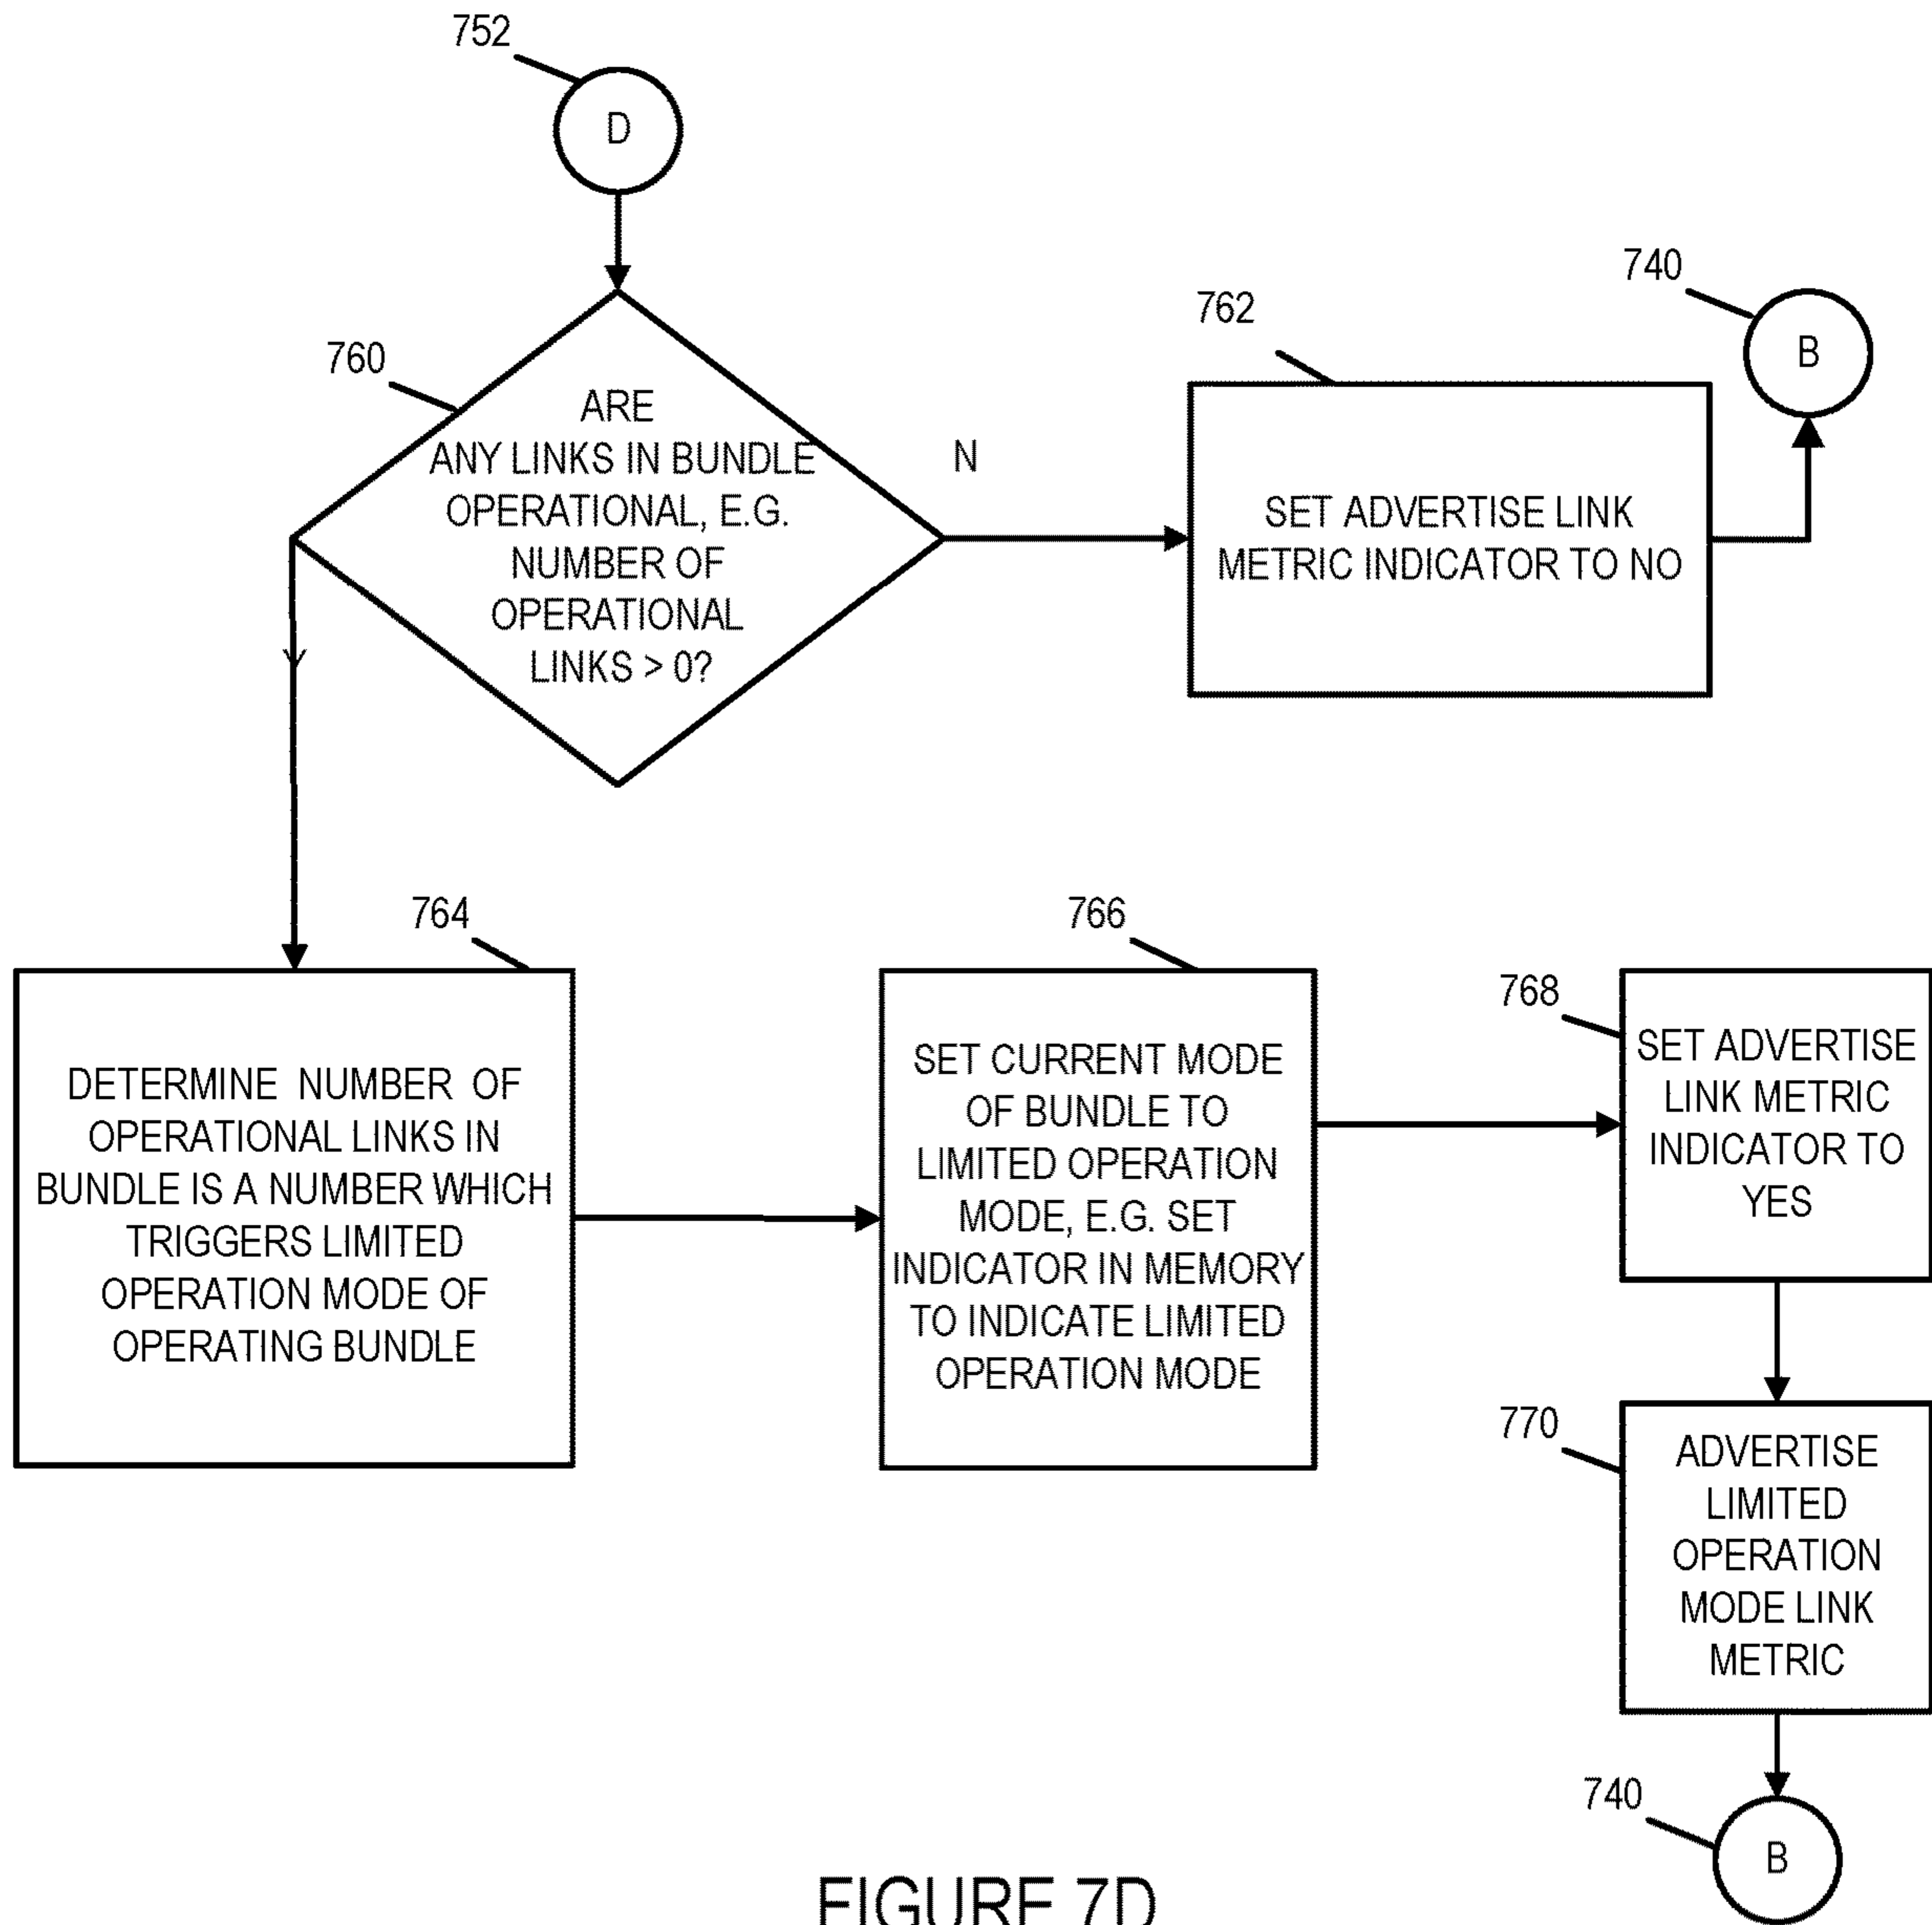 752
D
740
B
762
760
ARE
ANY LINKS IN BUNDLE
OPERATIONAL, E.G.
NUMBER OF
OPERATIONAL
LINKS > 0?
N
SET ADVERTISE LINK
METRIC INDICATOR TO NO
Y
764
DETERMINE NUMBER OF
OPERATIONAL LINKS IN
BUNDLE IS A NUMBER WHICH
TRIGGERS LIMITED
OPERATION MODE OF
OPERATING BUNDLE
766
SET CURRENT MODE
OF BUNDLE TO
LIMITED OPERATION
MODE, E.G. SET
INDICATOR IN MEMORY
TO INDICATE LIMITED
OPERATION MODE
768
SET ADVERTISE
LINK METRIC
INDICATOR TO
YES
770
ADVERTISE
LIMITED
OPERATION
MODE LINK
METRIC
740
B
FIGURE 7D